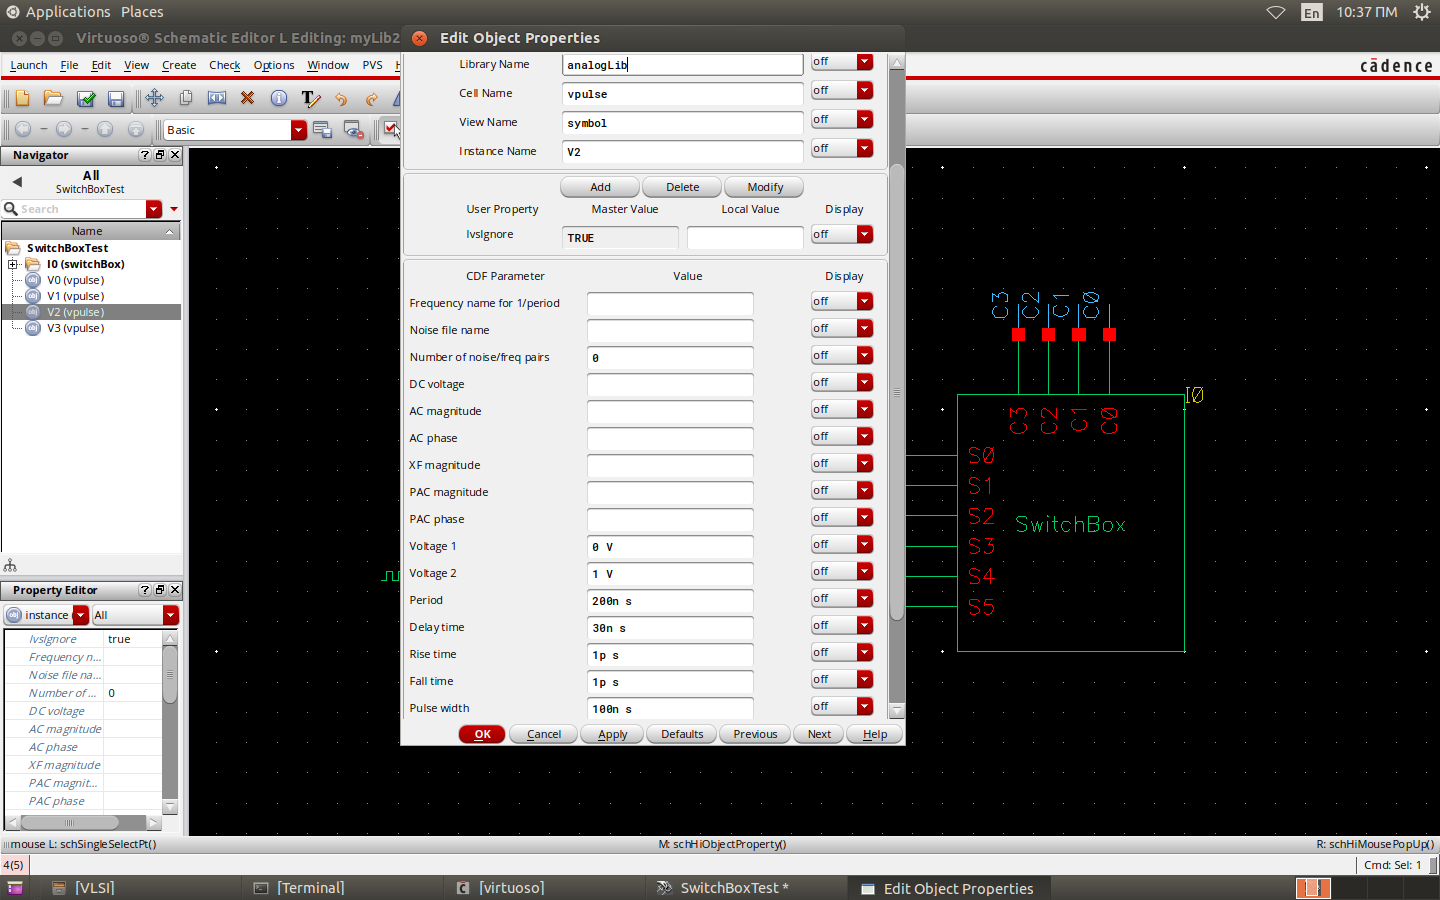 Applications Places En 10:37 ΠΜ
Virtuoso® Schematic Editor L Editing: myLib2
Edit Object Properties
Launch File Edit View Create Check Options Window PVS
cādence
Basic
Navigator
All
SwitchBoxTest
Search
Name
SwitchBoxTest
I0 (switchBox)
V0 (vpulse)
V1 (vpulse)
V2 (vpulse)
V3 (vpulse)
Property Editor
instance All
lvsIgnore true
Frequency n...
Noise file na...
Number of ... 0
DC voltage
AC magnitude
AC phase
XF magnitude
PAC magnit...
PAC phase
Library Name analogLib off
Cell Name vpulse off
View Name symbol off
Instance Name V2 off
Add Delete Modify
User Property Master Value Local Value Display
lvsIgnore TRUE off
CDF Parameter Value Display
Frequency name for 1/period off
Noise file name off
Number of noise/freq pairs 0 off
DC voltage off
AC magnitude off
AC phase off
XF magnitude off
PAC magnitude off
PAC phase off
Voltage 1 0 V off
Voltage 2 1 V off
Period 200n s off
Delay time 30n s off
Rise time 1p s off
Fall time 1p s off
Pulse width 100n s off
OK Cancel Apply Defaults Previous Next Help
C3 C2 C1 C0
I0
C3 C2 C1 C0
S0
S1
S2
SwitchBox
S3
S4
S5
mouse L: schSingleSelectPt() M: schHiObjectProperty() R: schHiMousePopUp()
4(5) Cmd: Sel: 1
[VLSI] [Terminal] [virtuoso] SwitchBoxTest * Edit Object Properties